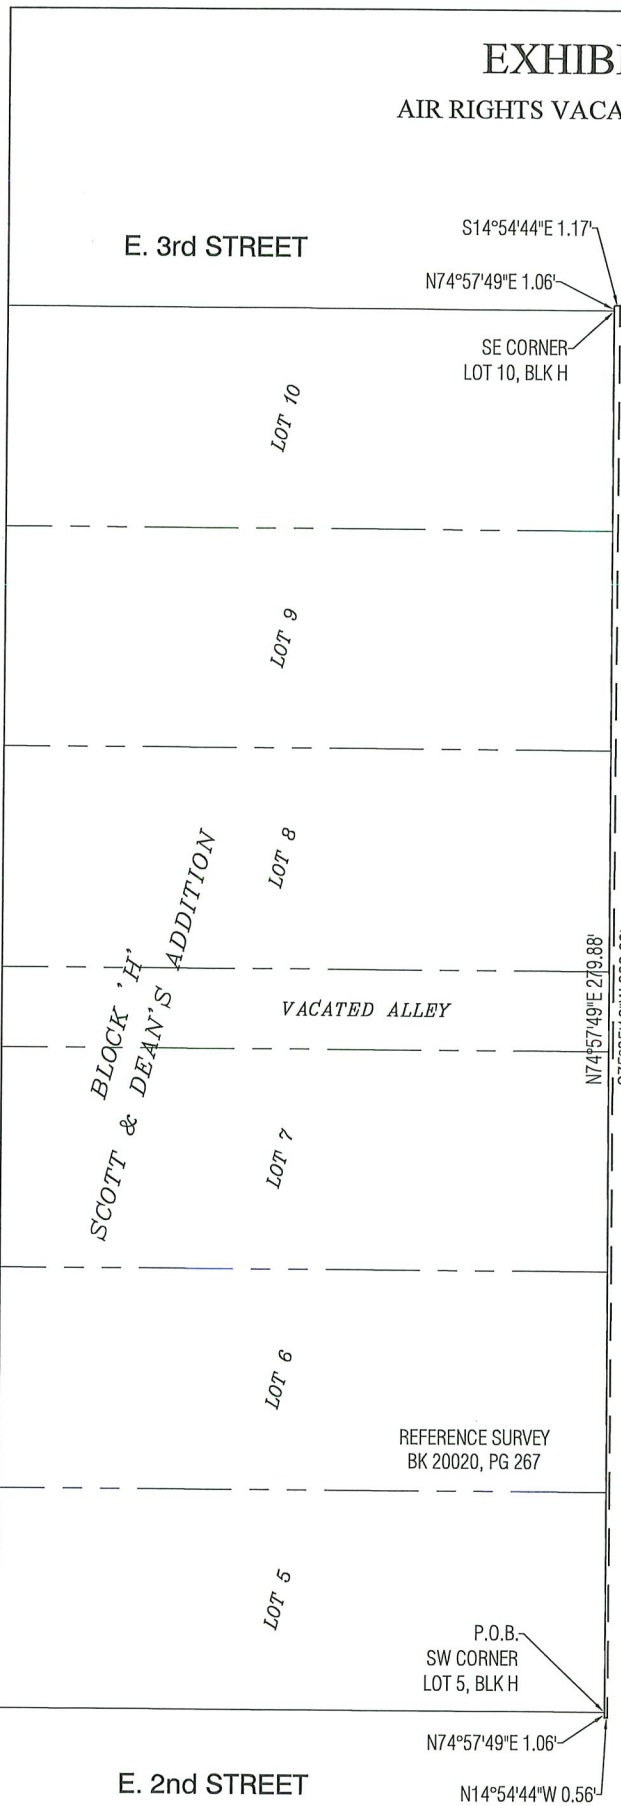 EXHIB
AIR RIGHTS VACA
E. 3rd STREET
S14°54'44"E 1.17'
N74°57'49"E 1.06'
SE CORNER
LOT 10, BLK H
LOT 10
LOT 9
LOT 8
BLOCK 'H'
SCOTT & DEAN'S ADDITION
VACATED ALLEY
N74°57'49"E 279.88'
LOT 7
LOT 6
REFERENCE SURVEY
BK 20020, PG 267
LOT 5
P.O.B.
SW CORNER
LOT 5, BLK H
N74°57'49"E 1.06'
E. 2nd STREET
N14°54'44"W 0.56'